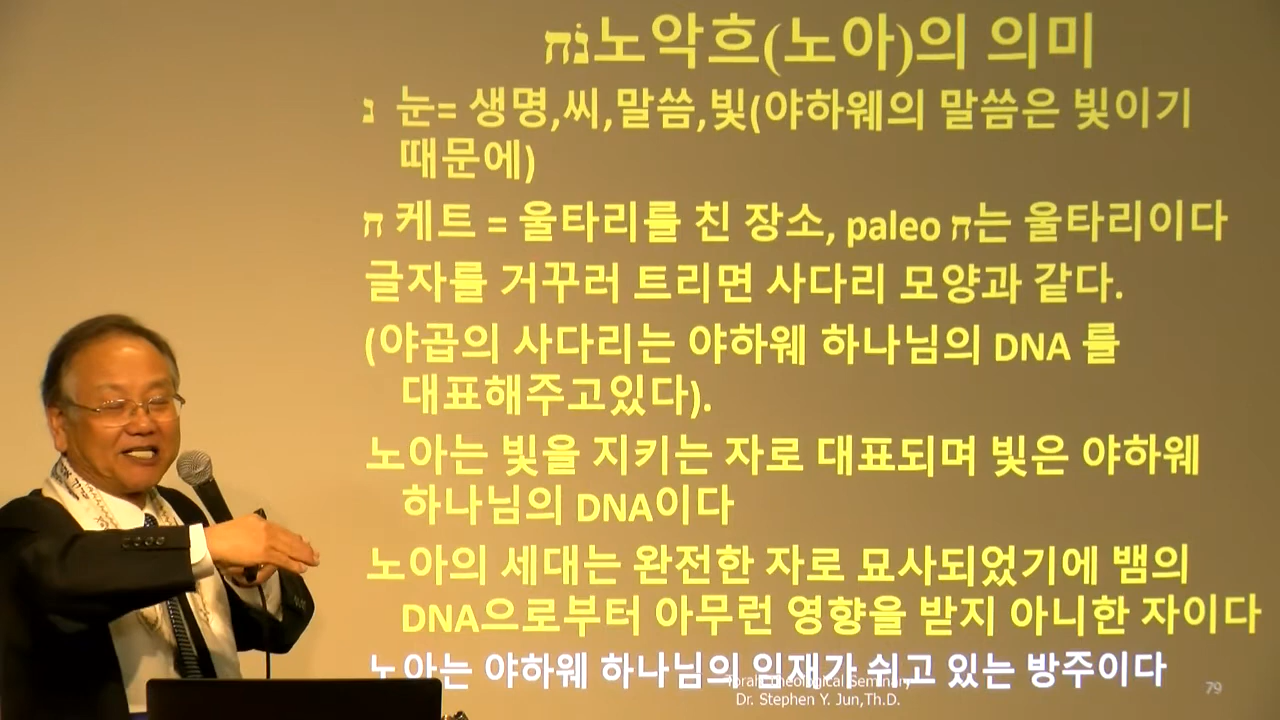 נֹח노악흐(노아)의 의미
נ 눈= 생명,씨,말씀,빛(야하웨의 말씀은 빛이기
때문에)
ח 케트 = 울타리를 친 장소, paleo ח는 울타리이다
글자를 거꾸러 트리면 사다리 모양과 같다.
(야곱의 사다리는 야하웨 하나님의 DNA 를
대표해주고있다).
노아는 빛을 지키는 자로 대표되며 빛은 야하웨
하나님의 DNA이다
노아의 세대는 완전한 자로 묘사되었기에 뱀의
DNA으로부터 아무런 영향을 받지 아니한 자이다
노아는 야하웨 하나님의 임재가 쉬고 있는 방주이다
Torah Theological Seminary
Dr. Stephen Y. Jun,Th.D.
79